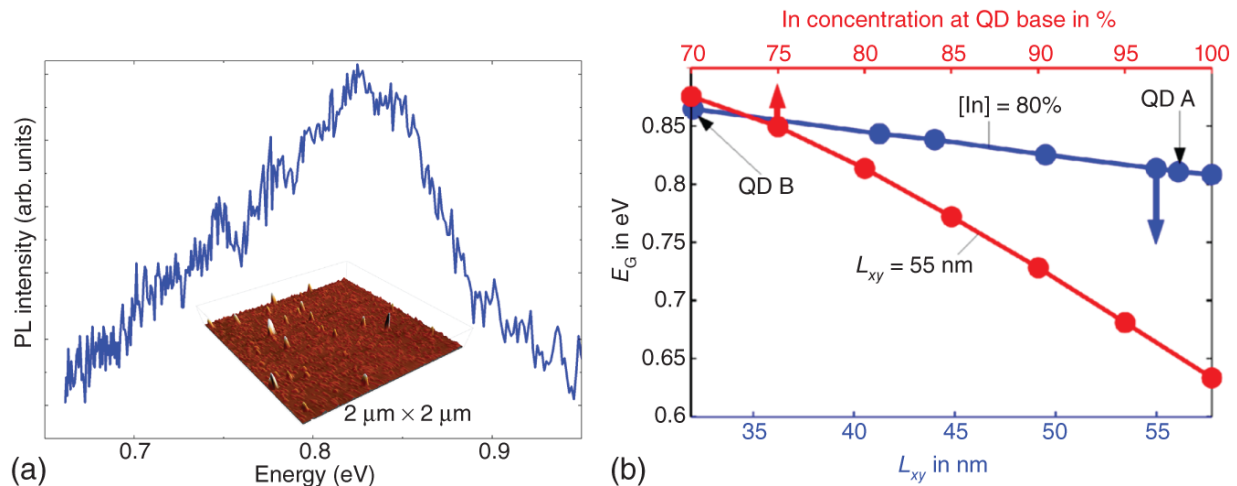 PL intensity (arb. units)
2 μm × 2 μm
0.7 0.8 0.9
Energy (eV)
(a)
In concentration at QD base in %
70 75 80 85 90 95 100
E_G in eV
0.85
0.8
0.75
0.7
0.65
0.6
[In] = 80%
QD A
QD B
L_xy = 55 nm
35 40 45 50 55
L_xy in nm
(b)